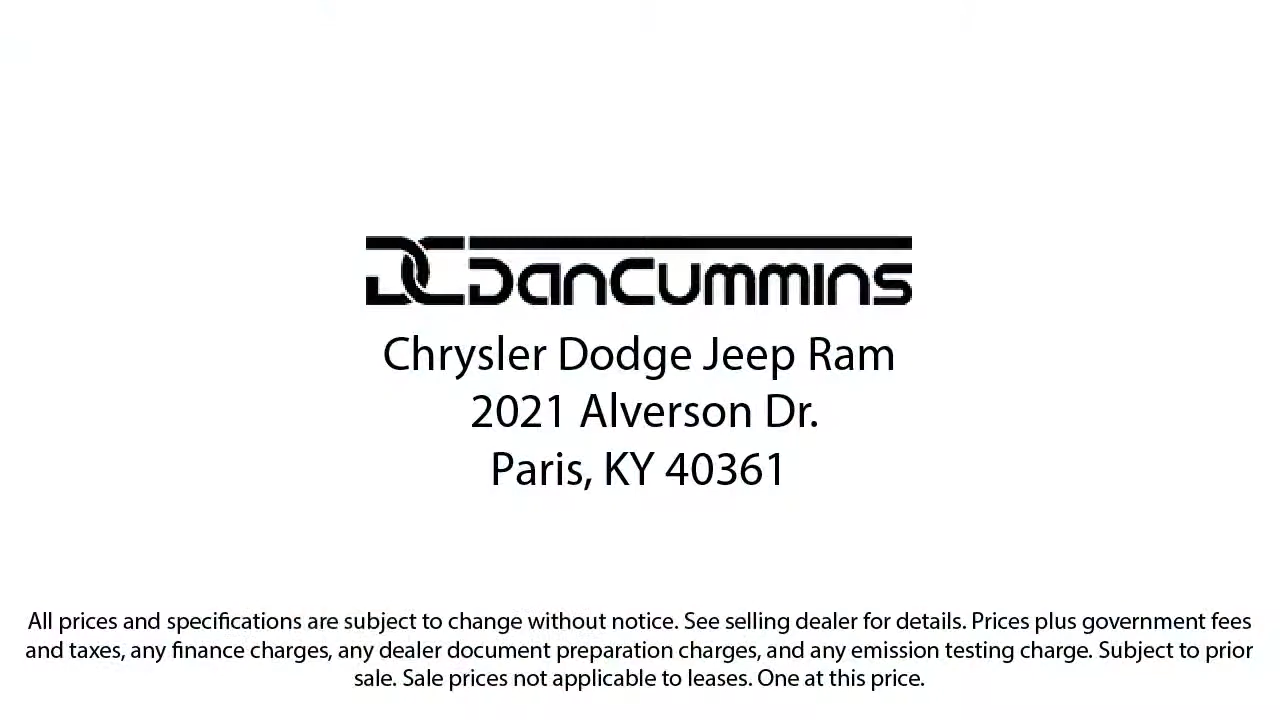 DC DanCummins
Chrysler Dodge Jeep Ram
2021 Alverson Dr.
Paris, KY 40361
All prices and specifications are subject to change without notice. See selling dealer for details. Prices plus government fees
and taxes, any finance charges, any dealer document preparation charges, and any emission testing charge. Subject to prior
sale. Sale prices not applicable to leases. One at this price.